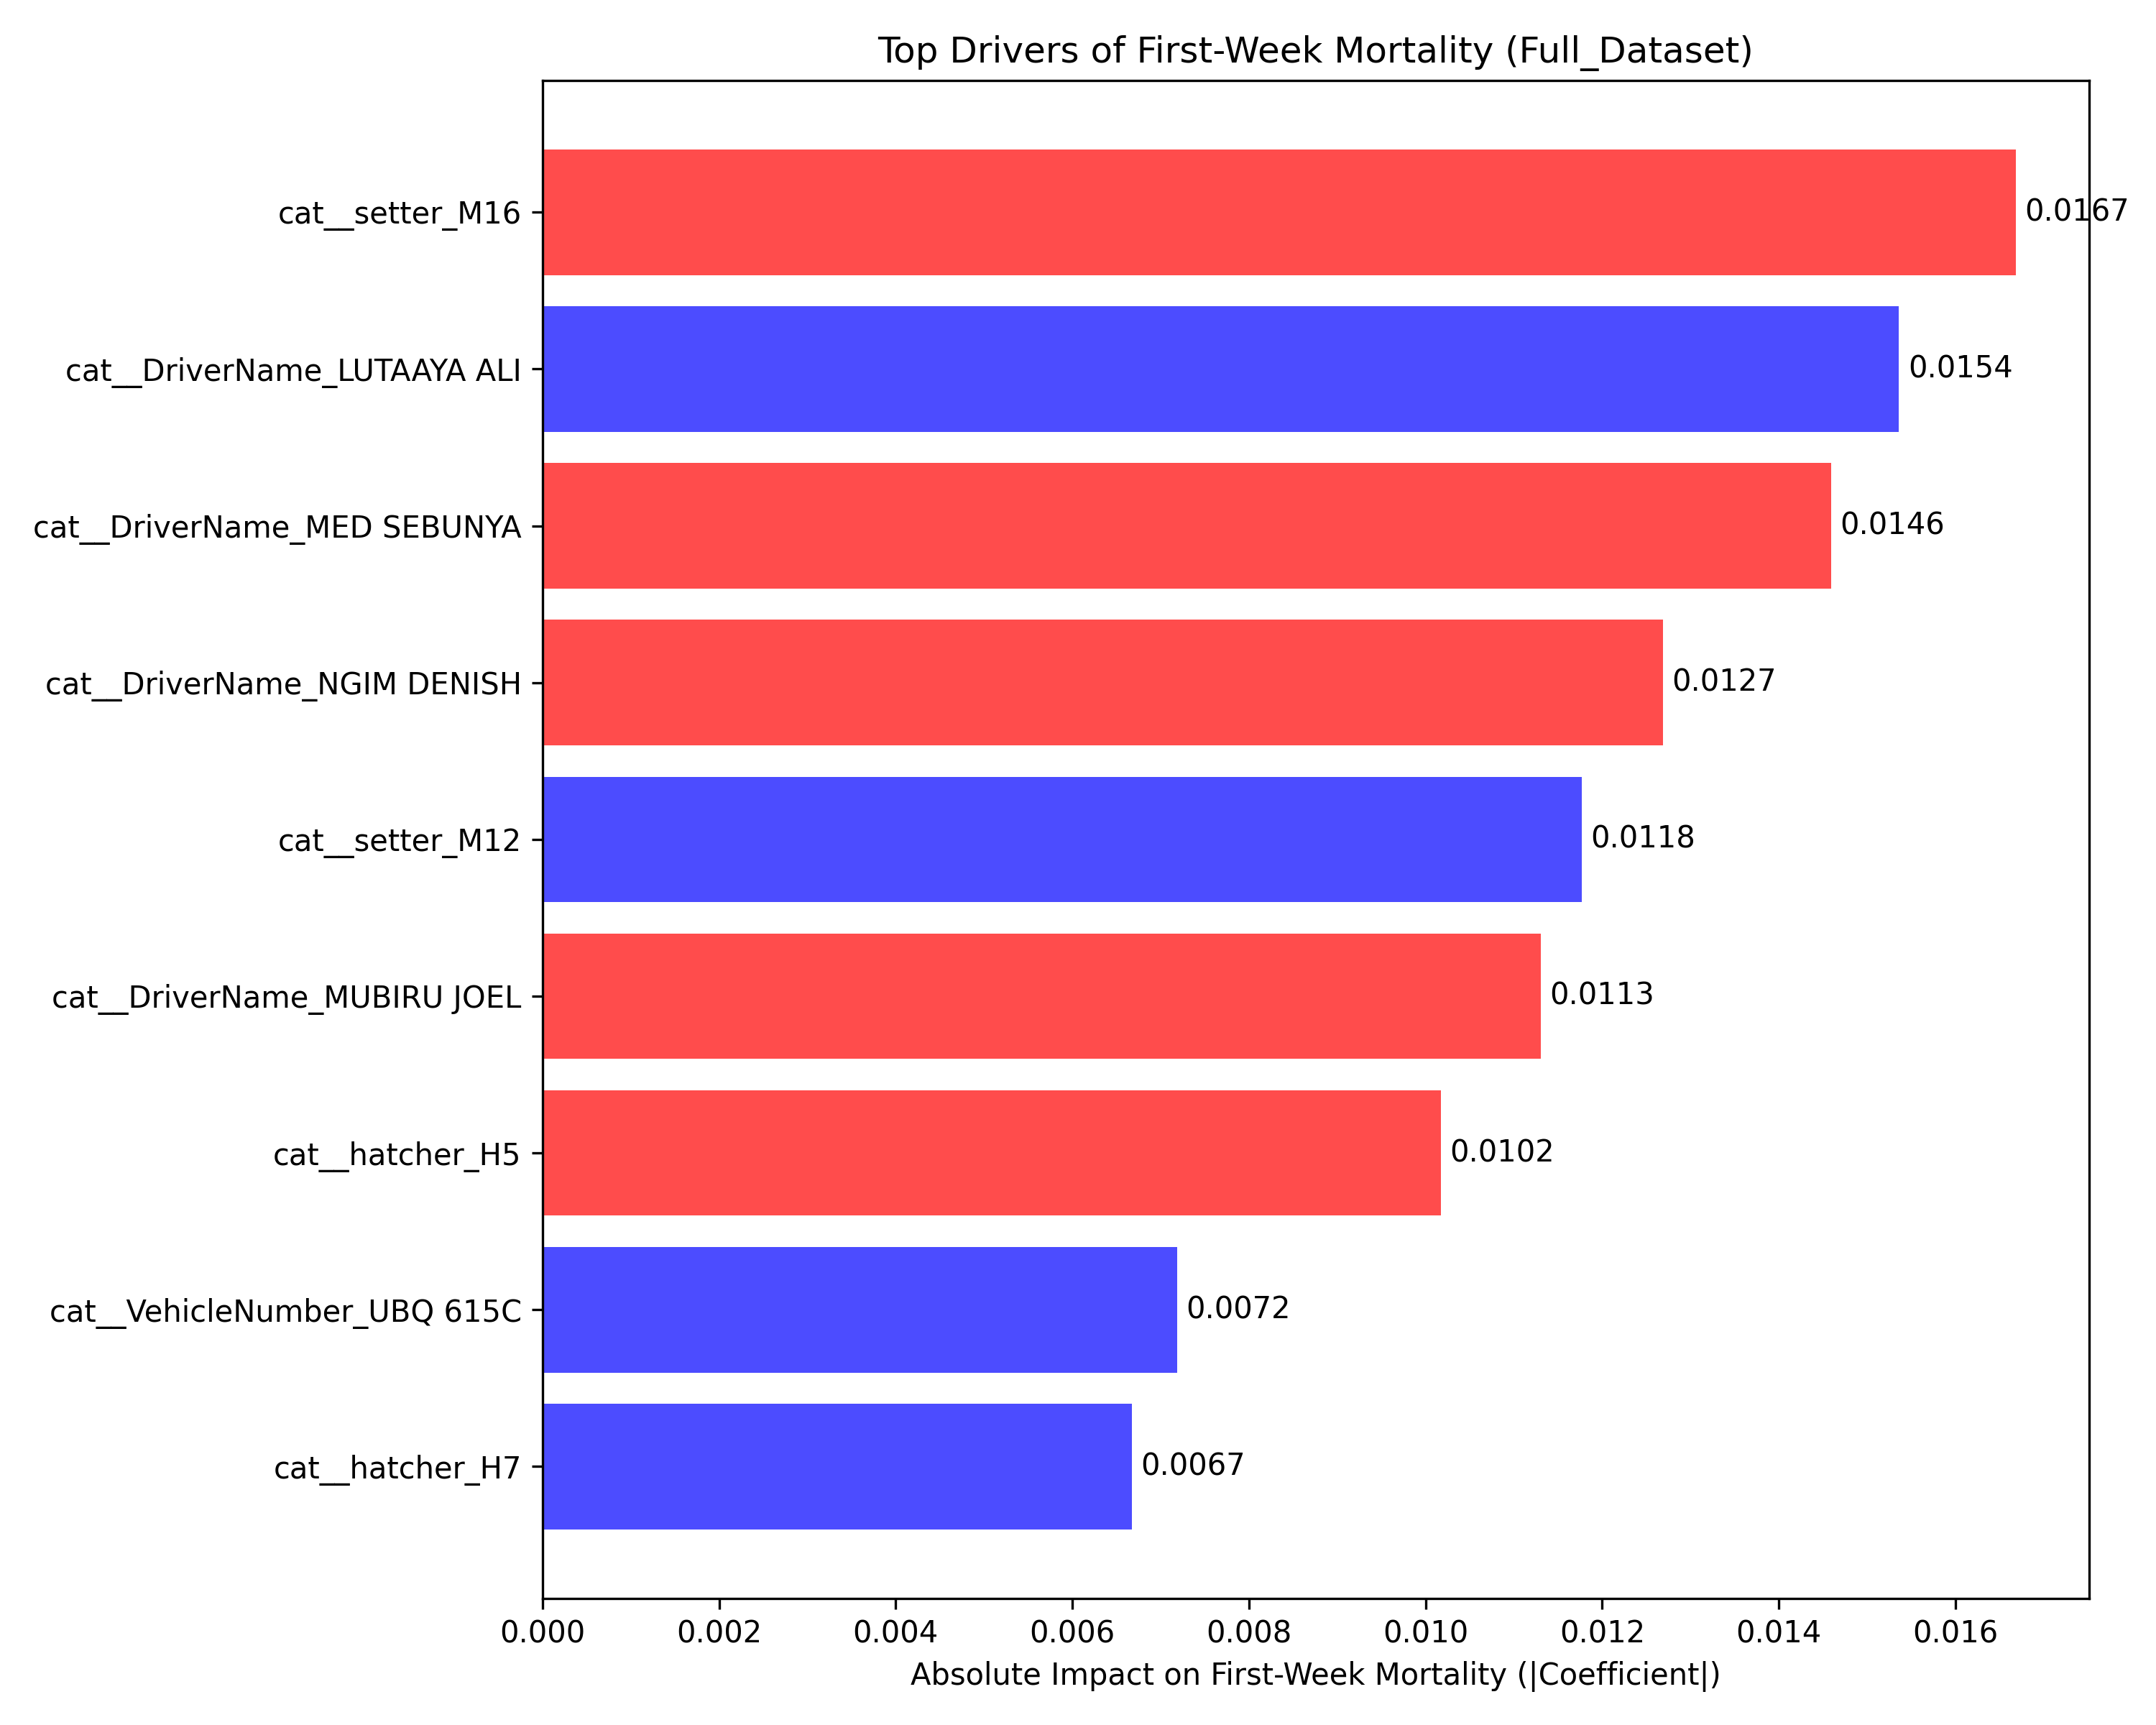 Top Drivers of First-Week Mortality (Full_Dataset)
cat__setter_M16
0.0167
cat__DriverName_LUTAAYA ALI
0.0154
cat__DriverName_MED SEBUNYA
0.0146
cat__DriverName_NGIM DENISH
0.0127
cat__setter_M12
0.0118
cat__DriverName_MUBIRU JOEL
0.0113
cat__hatcher_H5
0.0102
cat__VehicleNumber_UBQ 615C
0.0072
cat__hatcher_H7
0.0067
0.000 0.002 0.004 0.006 0.008 0.010 0.012 0.014 0.016
Absolute Impact on First-Week Mortality (|Coefficient|)